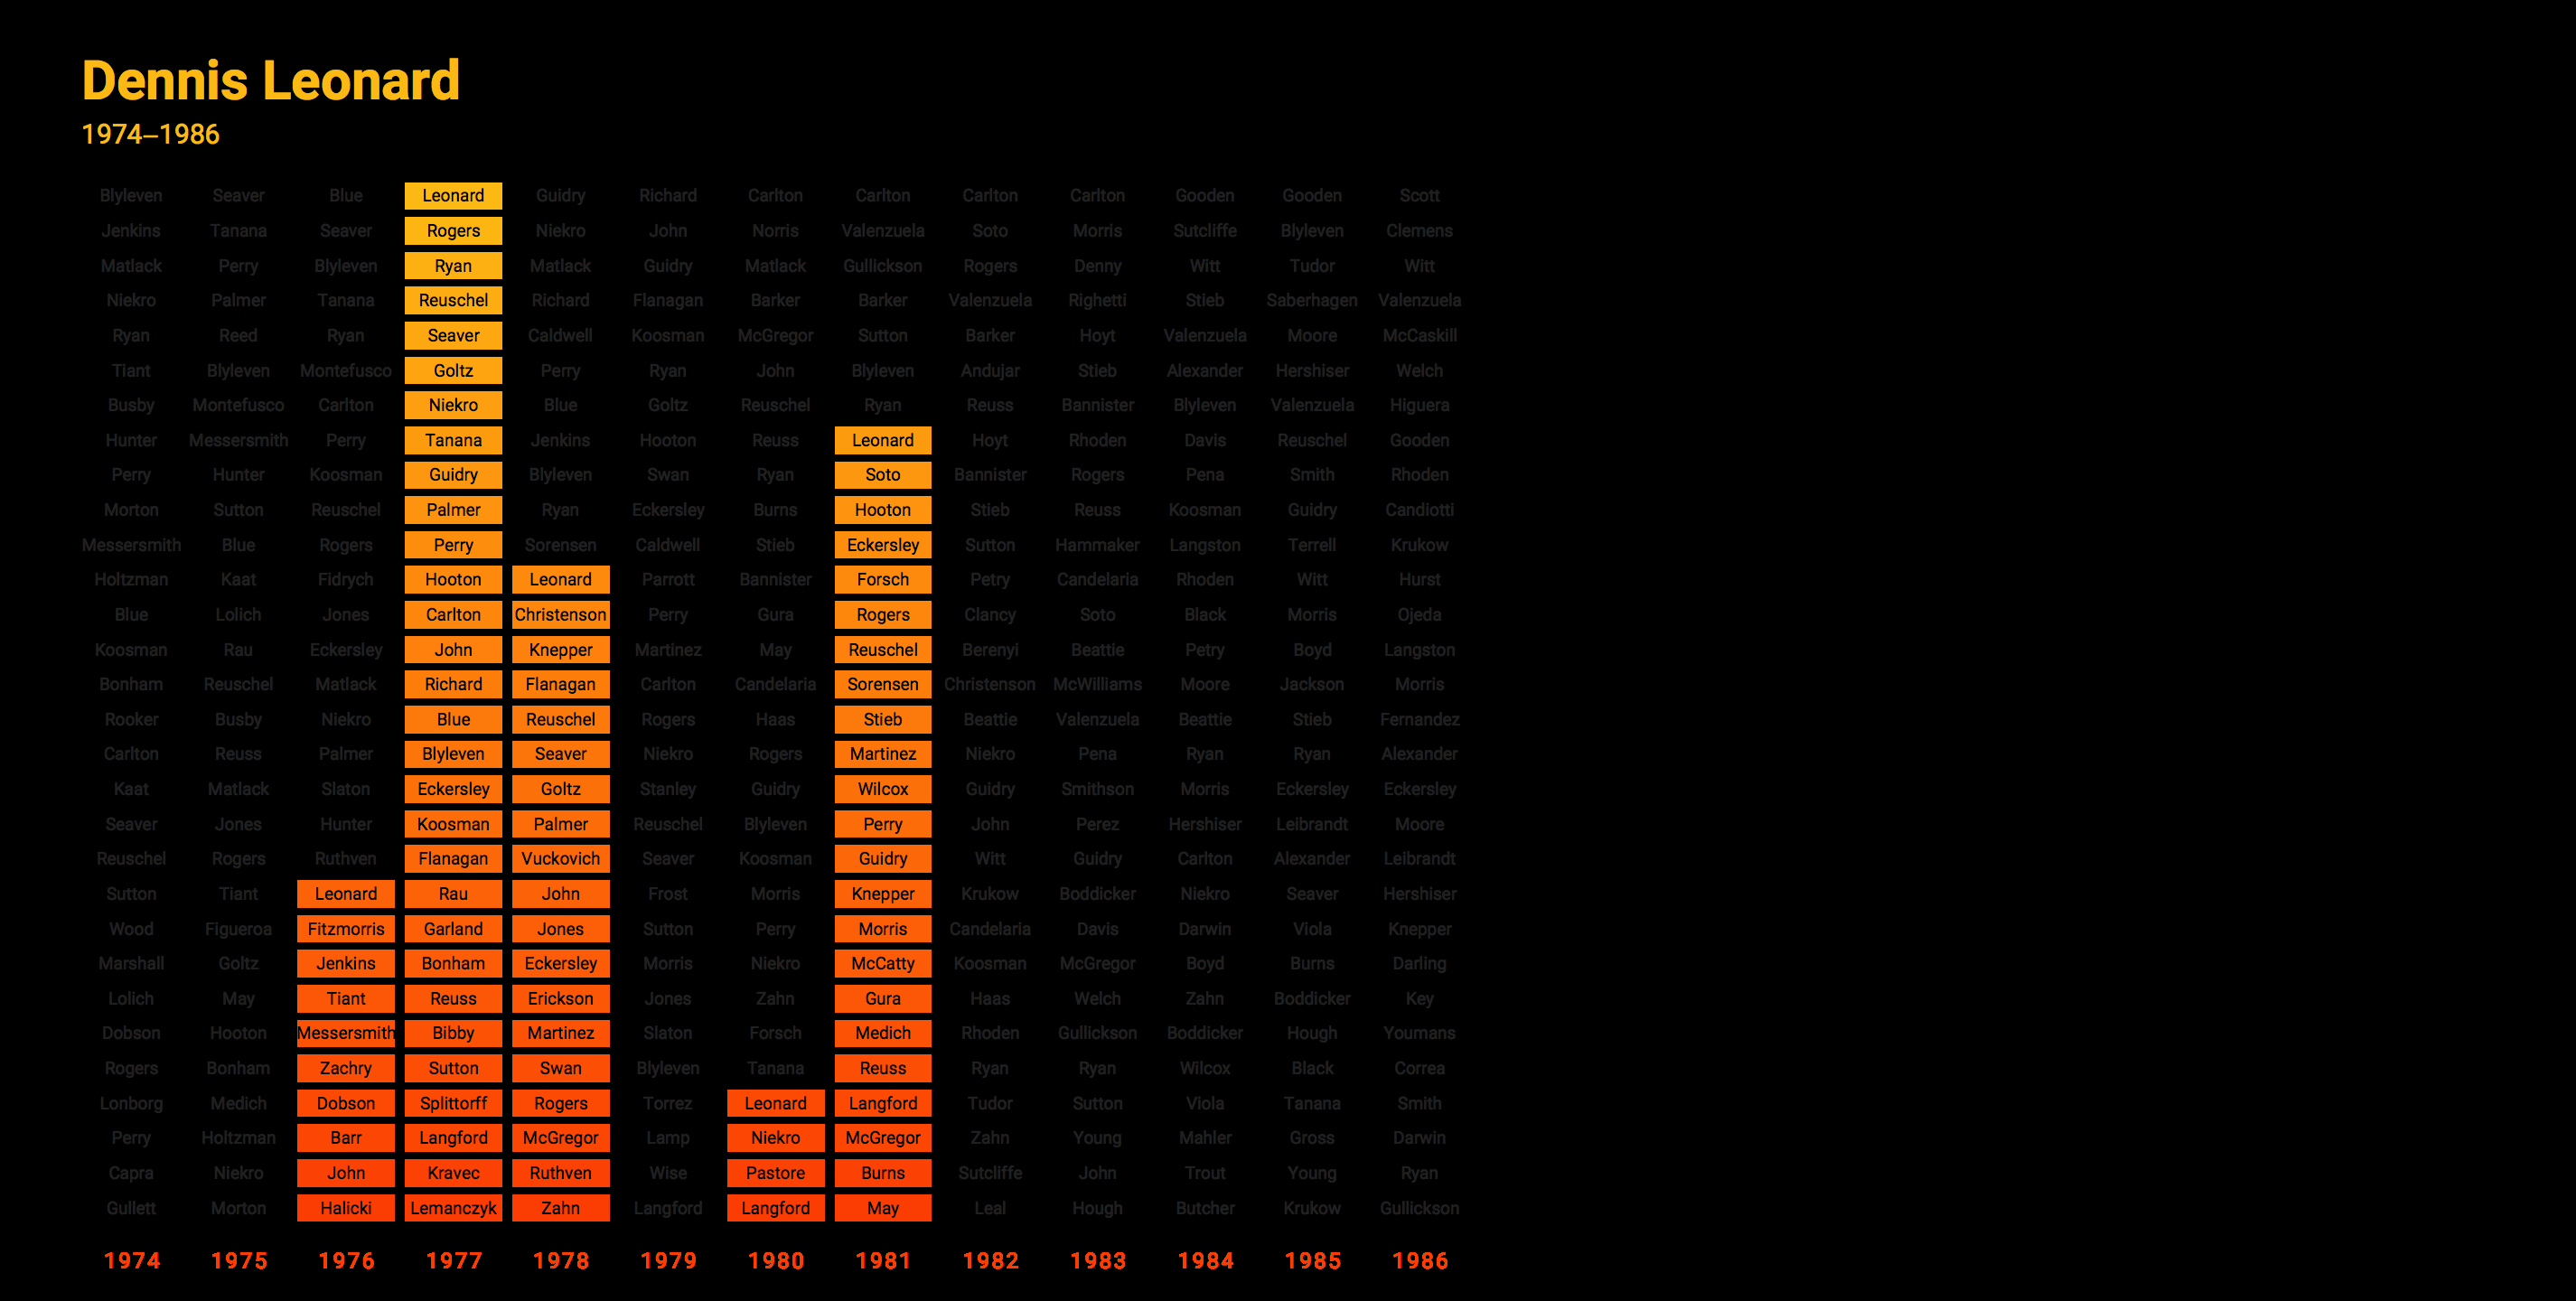 Dennis Leonard
1974–1986
Blyleven Seaver Blue Leonard Guidry Richard Carlton Carlton Carlton Carlton Gooden Gooden Scott
Jenkins Tanana Seaver Rogers Niekro John Norris Valenzuela Soto Morris Sutcliffe Blyleven Clemens
Matlack Perry Blyleven Ryan Matlack Guidry Matlack Gullickson Rogers Denny Witt Tudor Witt
Niekro Palmer Tanana Reuschel Richard Flanagan Barker Barker Valenzuela Righetti Stieb Saberhagen Valenzuela
Ryan Reed Ryan Seaver Caldwell Koosman McGregor Sutton Barker Hoyt Valenzuela Moore McCaskill
Tiant Blyleven Montefusco Goltz Perry Ryan John Blyleven Andujar Stieb Alexander Hershiser Welch
Busby Montefusco Carlton Niekro Blue Goltz Reuschel Ryan Reuss Bannister Blyleven Valenzuela Higuera
Hunter Messersmith Perry Tanana Jenkins Hooton Reuss Leonard Hoyt Rhoden Davis Reuschel Gooden
Perry Hunter Koosman Guidry Blyleven Swan Ryan Soto Bannister Rogers Pena Smith Rhoden
Morton Sutton Reuschel Palmer Ryan Eckersley Burns Hooton Stieb Reuss Koosman Guidry Candiotti
Messersmith Blue Rogers Perry Sorensen Caldwell Stieb Eckersley Sutton Hammaker Langston Terrell Krukow
Holtzman Kaat Fidrych Hooton Leonard Parrott Bannister Forsch Petry Candelaria Rhoden Witt Hurst
Blue Lolich Jones Carlton Christenson Perry Gura Rogers Clancy Soto Black Morris Ojeda
Koosman Rau Eckersley John Knepper Martinez May Reuschel Berenyi Beattie Petry Boyd Langston
Bonham Reuschel Matlack Richard Flanagan Carlton Candelaria Sorensen Christenson McWilliams Moore Jackson Morris
Rooker Busby Niekro Blue Reuschel Rogers Haas Stieb Beattie Valenzuela Beattie Stieb Fernandez
Carlton Reuss Palmer Blyleven Seaver Niekro Rogers Martinez Niekro Pena Ryan Ryan Alexander
Kaat Matlack Slaton Eckersley Goltz Stanley Guidry Wilcox Guidry Smithson Morris Eckersley Eckersley
Seaver Jones Hunter Koosman Palmer Reuschel Blyleven Perry John Perez Hershiser Leibrandt Moore
Reuschel Rogers Ruthven Flanagan Vuckovich Seaver Koosman Guidry Witt Guidry Carlton Alexander Leibrandt
Sutton Tiant Leonard Rau John Frost Morris Knepper Krukow Boddicker Niekro Seaver Hershiser
Wood Figueroa Fitzmorris Garland Jones Sutton Perry Morris Candelaria Davis Darwin Viola Knepper
Marshall Goltz Jenkins Bonham Eckersley Morris Niekro McCatty Koosman McGregor Boyd Burns Darling
Lolich May Tiant Reuss Erickson Jones Zahn Gura Haas Welch Zahn Boddicker Key
Dobson Hooton Messersmith Bibby Martinez Slaton Forsch Medich Rhoden Gullickson Boddicker Hough Youmans
Rogers Bonham Zachry Sutton Swan Blyleven Tanana Reuss Ryan Ryan Wilcox Black Correa
Lonborg Medich Dobson Splittorff Rogers Torrez Leonard Langford Tudor Sutton Viola Tanana Smith
Perry Holtzman Barr Langford McGregor Lamp Niekro McGregor Zahn Young Mahler Gross Darwin
Capra Niekro John Kravec Ruthven Wise Pastore Burns Sutcliffe John Trout Young Ryan
Gullett Morton Halicki Lemanczyk Zahn Langford Langford May Leal Hough Butcher Krukow Gullickson
1974 1975 1976 1977 1978 1979 1980 1981 1982 1983 1984 1985 1986